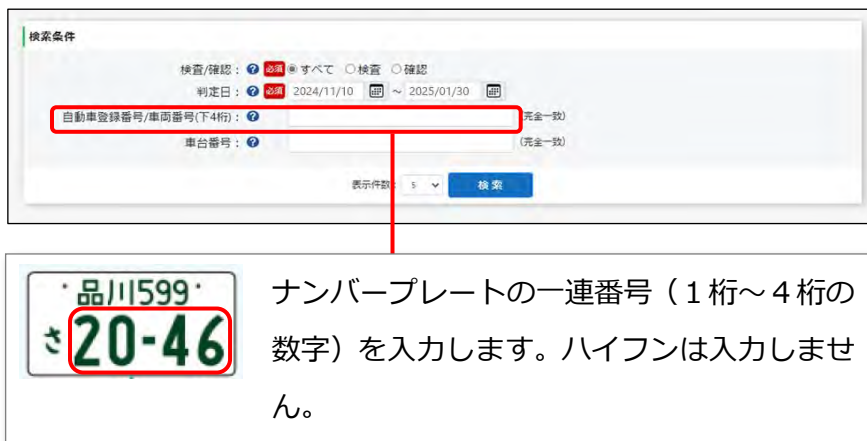 検索条件
検査/確認： ? 必須 すべて 検査 確認
判定日： ? 必須 2024/11/10 ～ 2025/01/30
自動車登録番号/車両番号(下4桁)： ? (完全一致)
車台番号： ? (完全一致)
表示件数： 5 検索
品川599
さ 20-46
ナンバープレートの一連番号（１桁～４桁の
数字）を入力します。ハイフンは入力しませ
ん。